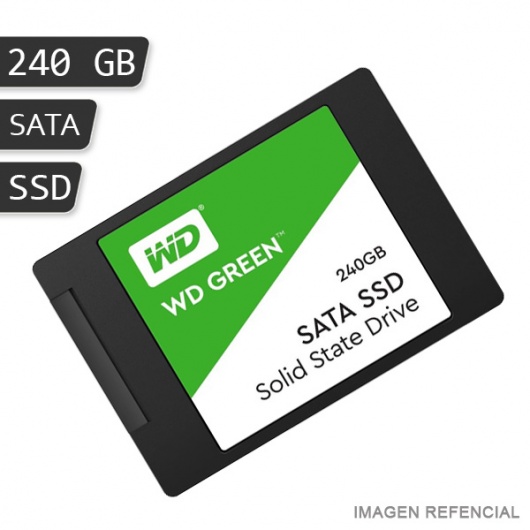 240 GB
SATA
SSD
WD®
WD GREEN™
240GB
SATA SSD
Solid State Drive
IMAGEN REFENCIAL